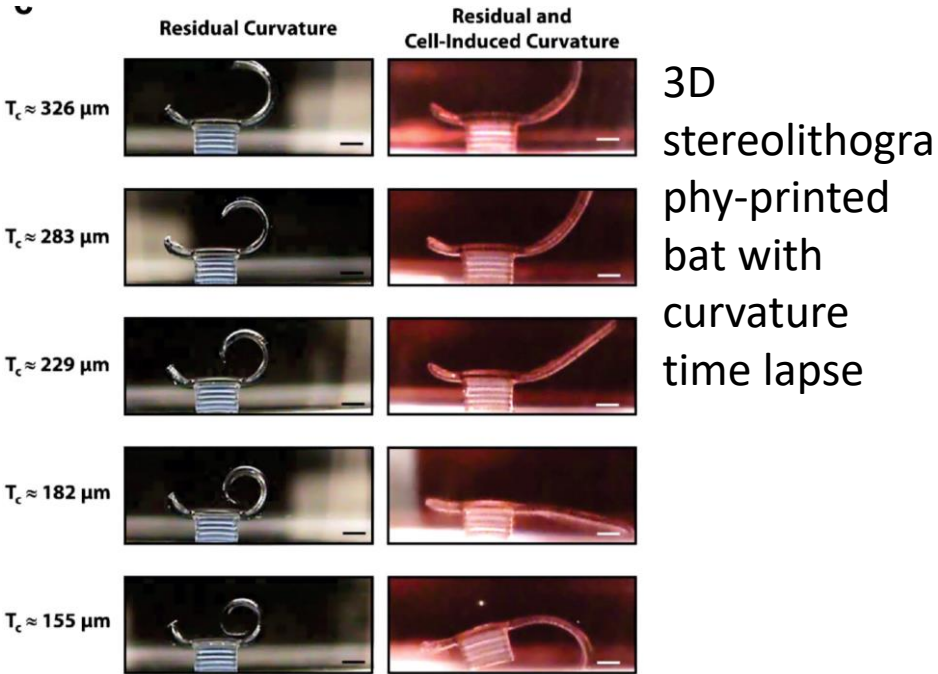 Residual Curvature
Residual and
Cell-Induced Curvature
T꜀ ≈ 326 µm
T꜀ ≈ 283 µm
T꜀ ≈ 229 µm
T꜀ ≈ 182 µm
T꜀ ≈ 155 µm
3D
stereolithogra
phy-printed
bat with
curvature
time lapse